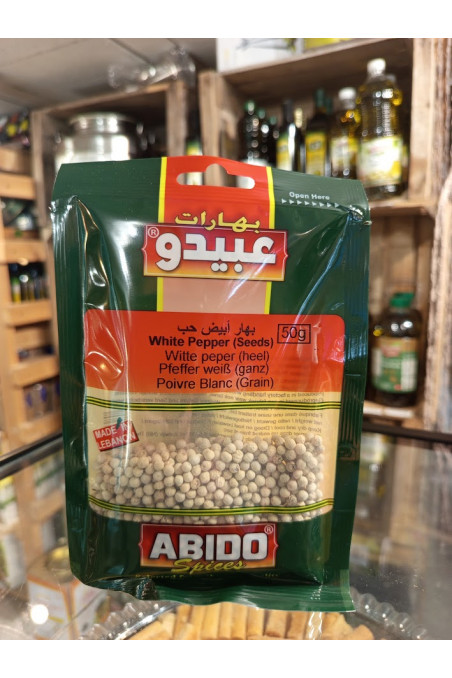 Open Here
بهارات
عبيدو ®
بهار أبيض حب
White Pepper (Seeds)
50g
Witte peper (heel)
Pfeffer weiß (ganz)
Poivre Blanc (Grain)
MADE IN
LEBANON
ABIDO ®
Spices